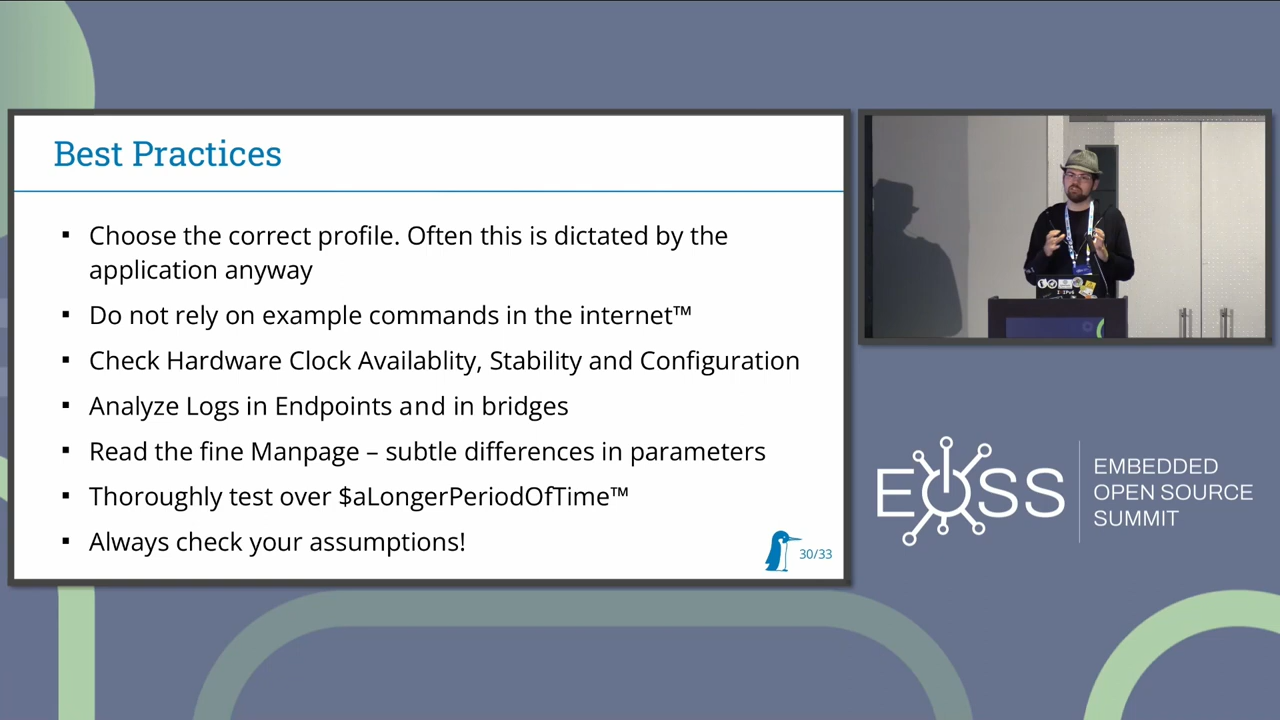 Best Practices
Choose the correct profile. Often this is dictated by the
application anyway
Do not rely on example commands in the internet™
Check Hardware Clock Availablity, Stability and Configuration
Analyze Logs in Endpoints and in bridges
Read the fine Manpage – subtle differences in parameters
Thoroughly test over $aLongerPeriodOfTime™
Always check your assumptions!
30/33
EOSS
EMBEDDED
OPEN SOURCE
SUMMIT